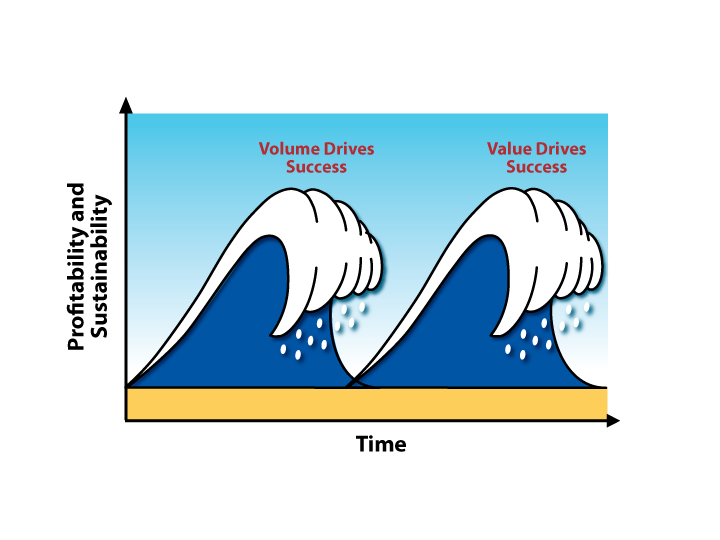 Volume Drives
Success
Value Drives
Success
Profitability and
Sustainability
Time